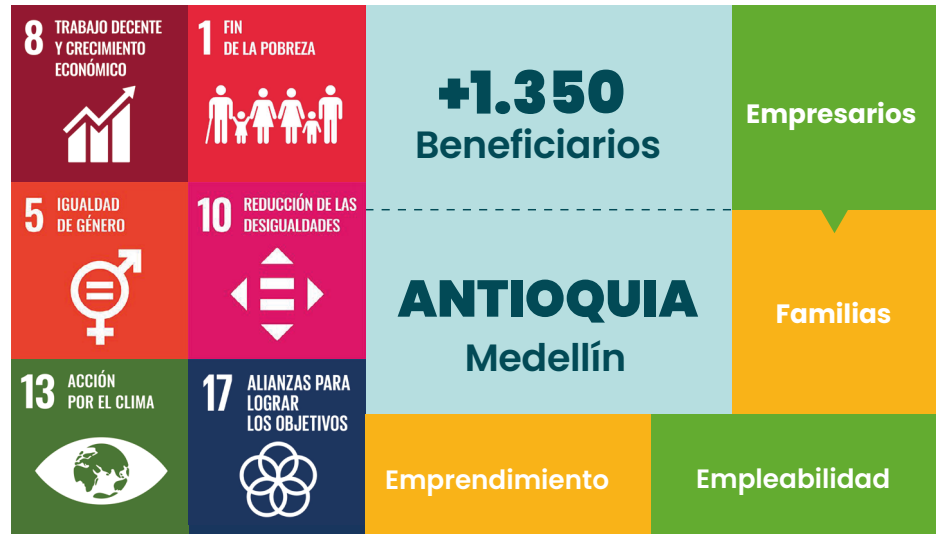 8 TRABAJO DECENTE
Y CRECIMIENTO
ECONÓMICO
1 FIN
DE LA POBREZA
5 IGUALDAD
DE GÉNERO
10 REDUCCIÓN DE LAS
DESIGUALDADES
13 ACCIÓN
POR EL CLIMA
17 ALIANZAS PARA
LOGRAR
LOS OBJETIVOS
+1.350
Beneficiarios
ANTIOQUIA
Medellín
Empresarios
Familias
Emprendimiento
Empleabilidad